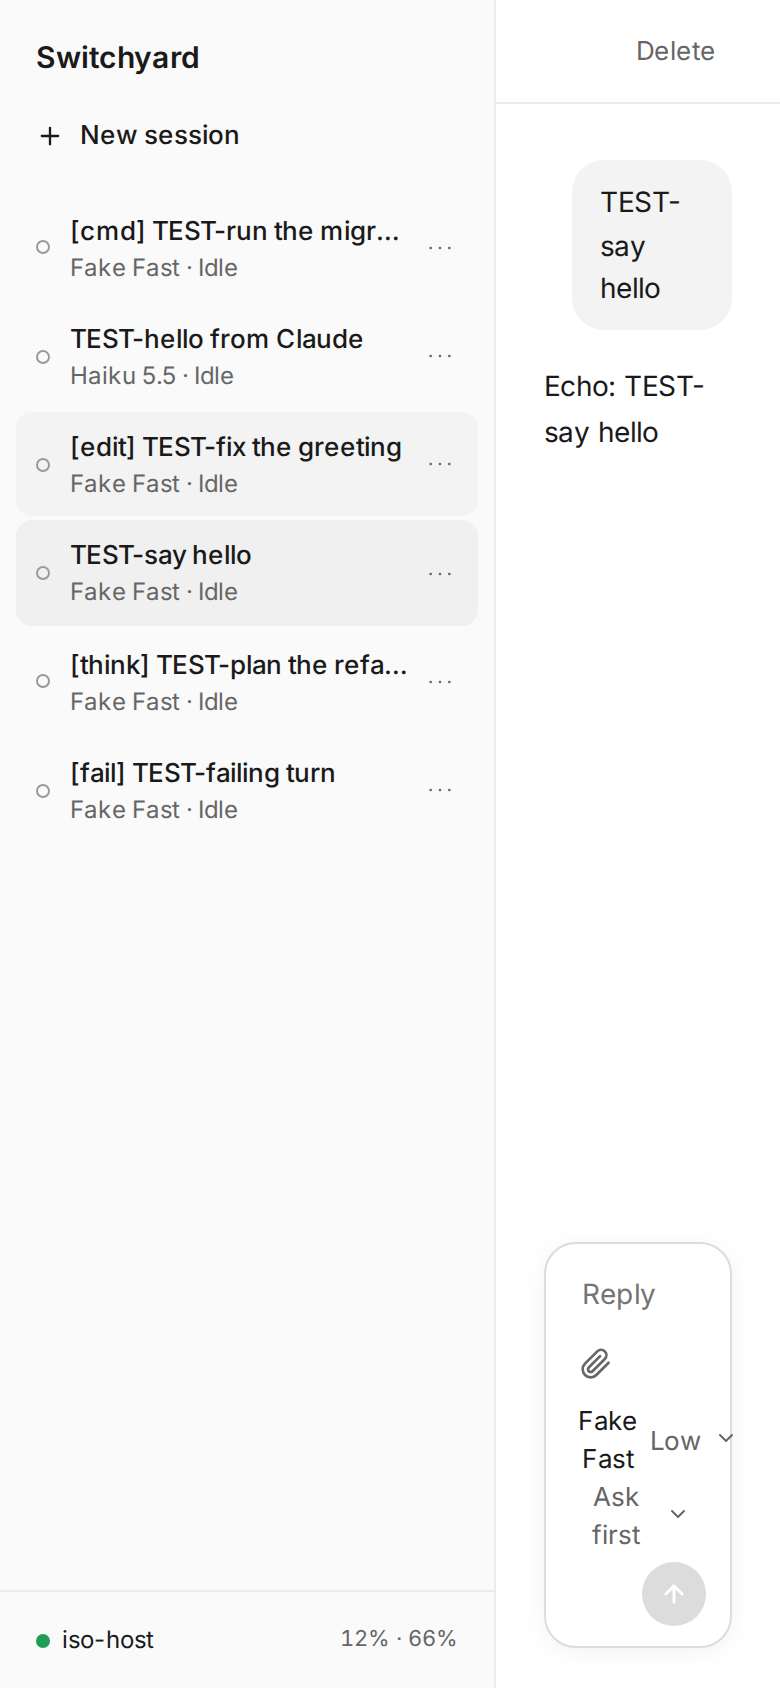 Switchyard
New session
[cmd] TEST-run the migr...
Fake Fast · Idle
TEST-hello from Claude
Haiku 5.5 · Idle
[edit] TEST-fix the greeting
Fake Fast · Idle
TEST-say hello
Fake Fast · Idle
[think] TEST-plan the refa...
Fake Fast · Idle
[fail] TEST-failing turn
Fake Fast · Idle
iso-host
12% · 66%
Delete
TEST-
say
hello
Echo: TEST-
say hello
Reply
Fake
Fast
Low
Ask
first